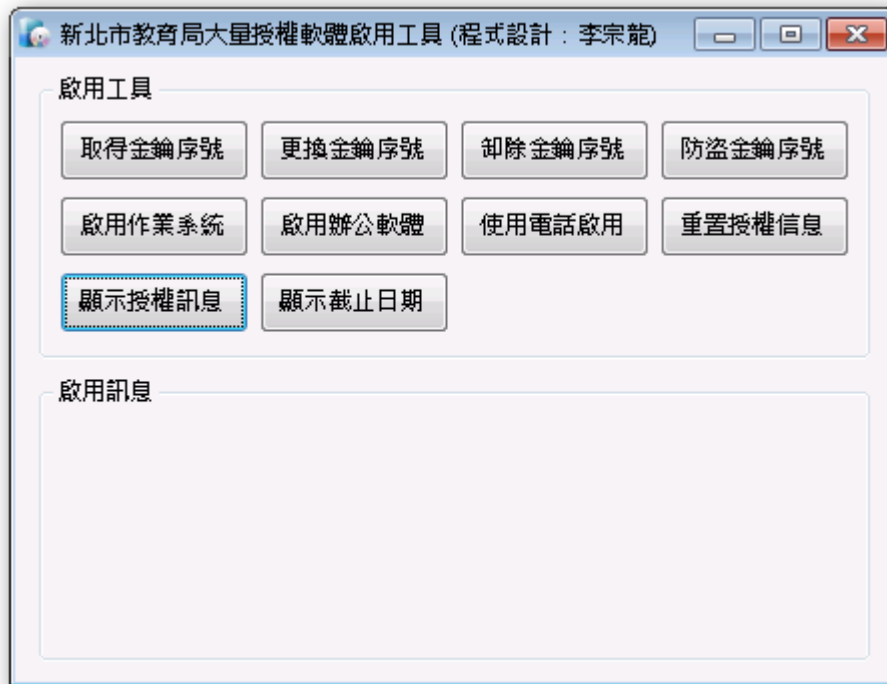 新北市教育局大量授權軟體啟用工具 (程式設計：李宗龍)
啟用工具
取得金鑰序號 更換金鑰序號 卸除金鑰序號 防盜金鑰序號
啟用作業系統 啟用辦公軟體 使用電話啟用 重置授權信息
顯示授權訊息 顯示截止日期
啟用訊息